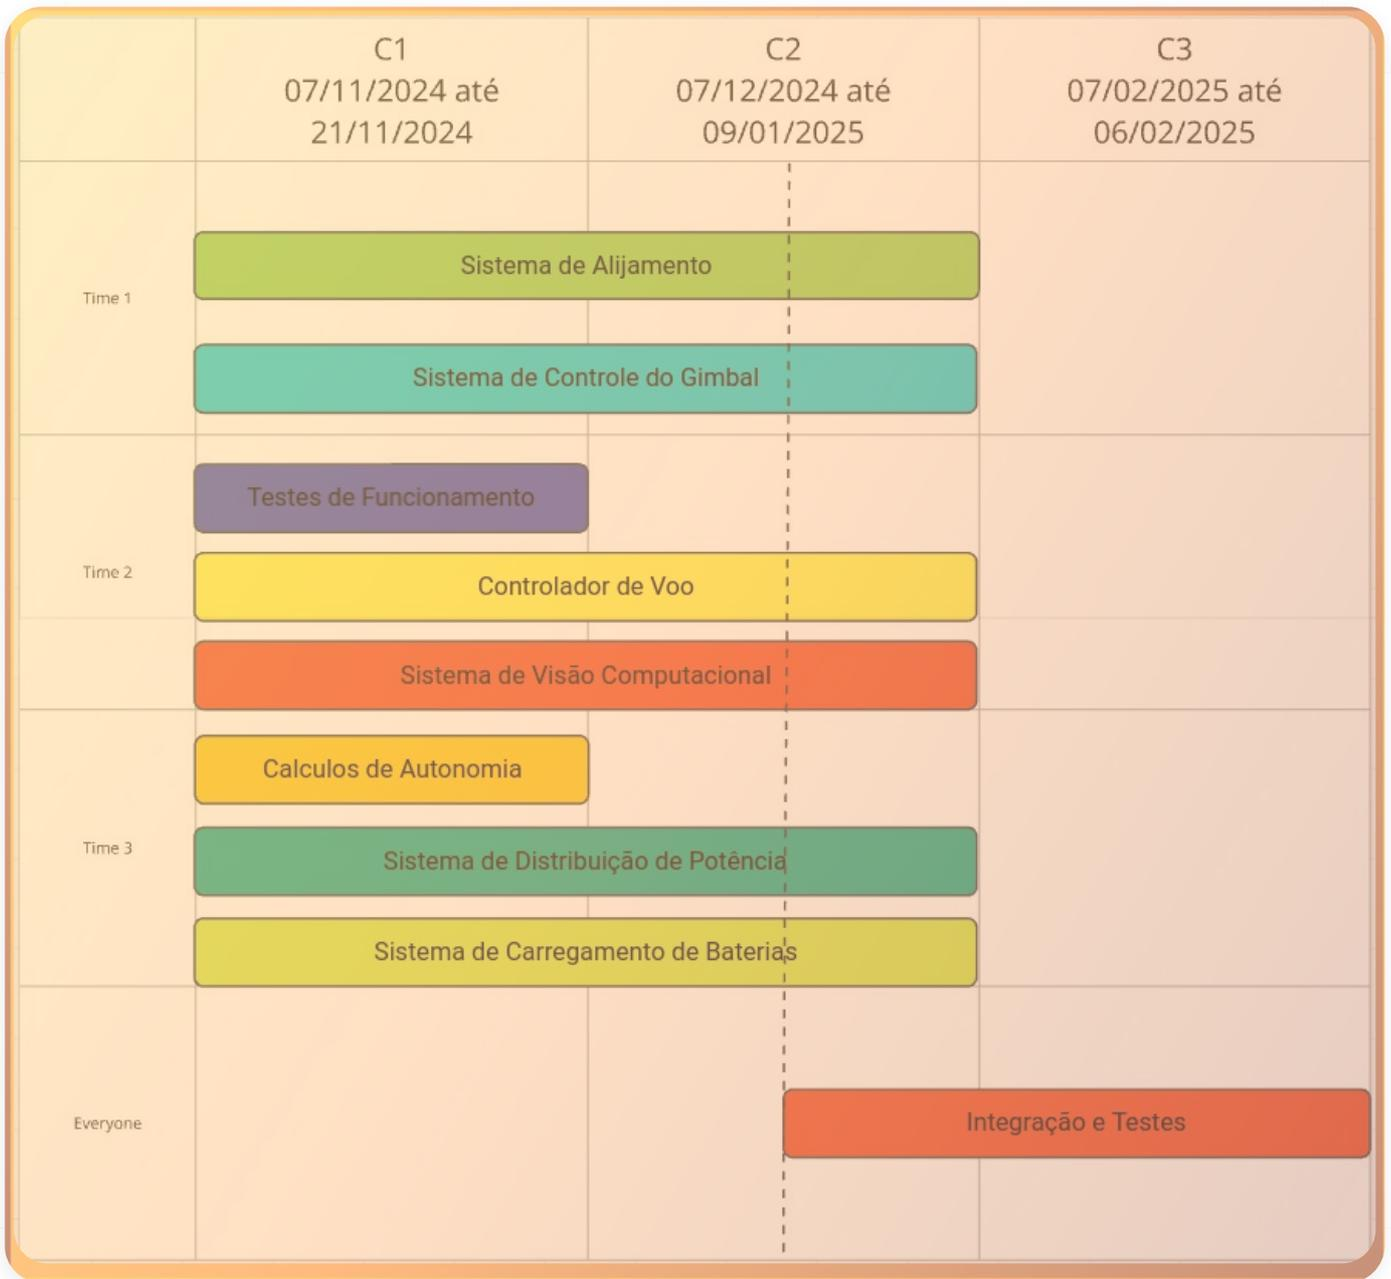 C1
07/11/2024 até
21/11/2024
C2
07/12/2024 até
09/01/2025
C3
07/02/2025 até
06/02/2025
Time 1
Sistema de Alijamento
Sistema de Controle do Gimbal
Time 2
Testes de Funcionamento
Controlador de Voo
Sistema de Visão Computacional
Time 3
Calculos de Autonomia
Sistema de Distribuição de Potência
Sistema de Carregamento de Baterias
Everyone
Integração e Testes